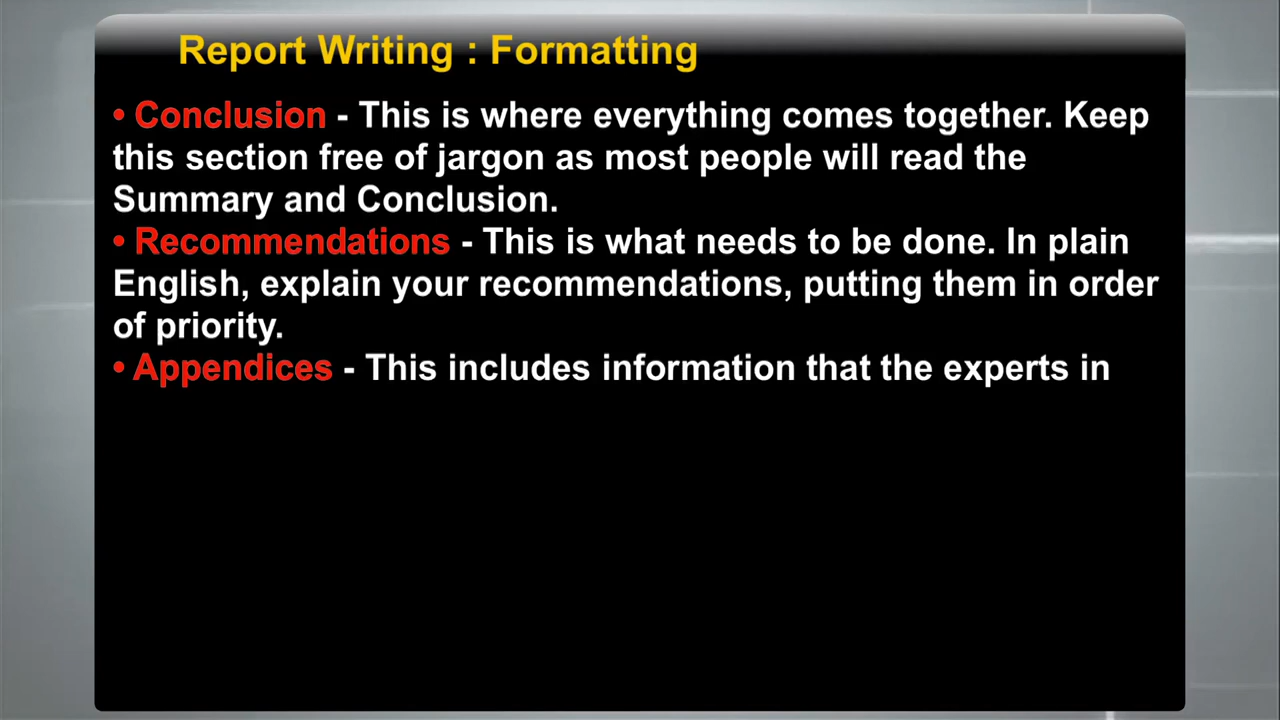 Report Writing : Formatting
• Conclusion - This is where everything comes together. Keep
this section free of jargon as most people will read the
Summary and Conclusion.
• Recommendations - This is what needs to be done. In plain
English, explain your recommendations, putting them in order
of priority.
• Appendices - This includes information that the experts in